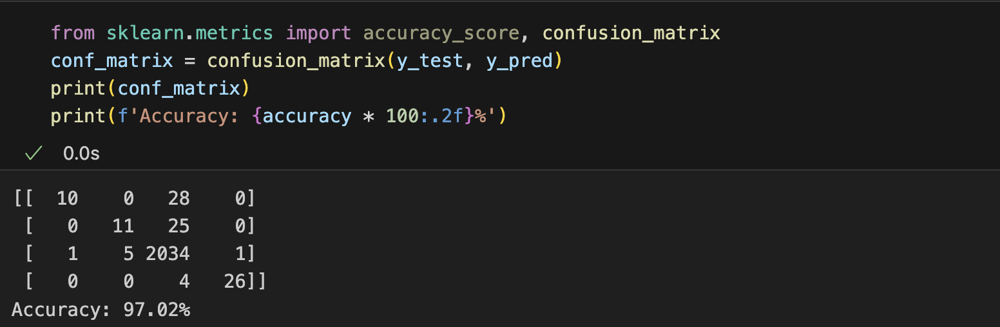 from sklearn.metrics import accuracy_score, confusion_matrix
conf_matrix = confusion_matrix(y_test, y_pred)
print(conf_matrix)
print(f'Accuracy: {accuracy * 100:.2f}%')
✓ 0.0s
[[  10    0   28    0]
 [   0   11   25    0]
 [   1    5 2034    1]
 [   0    0    4   26]]
Accuracy: 97.02%